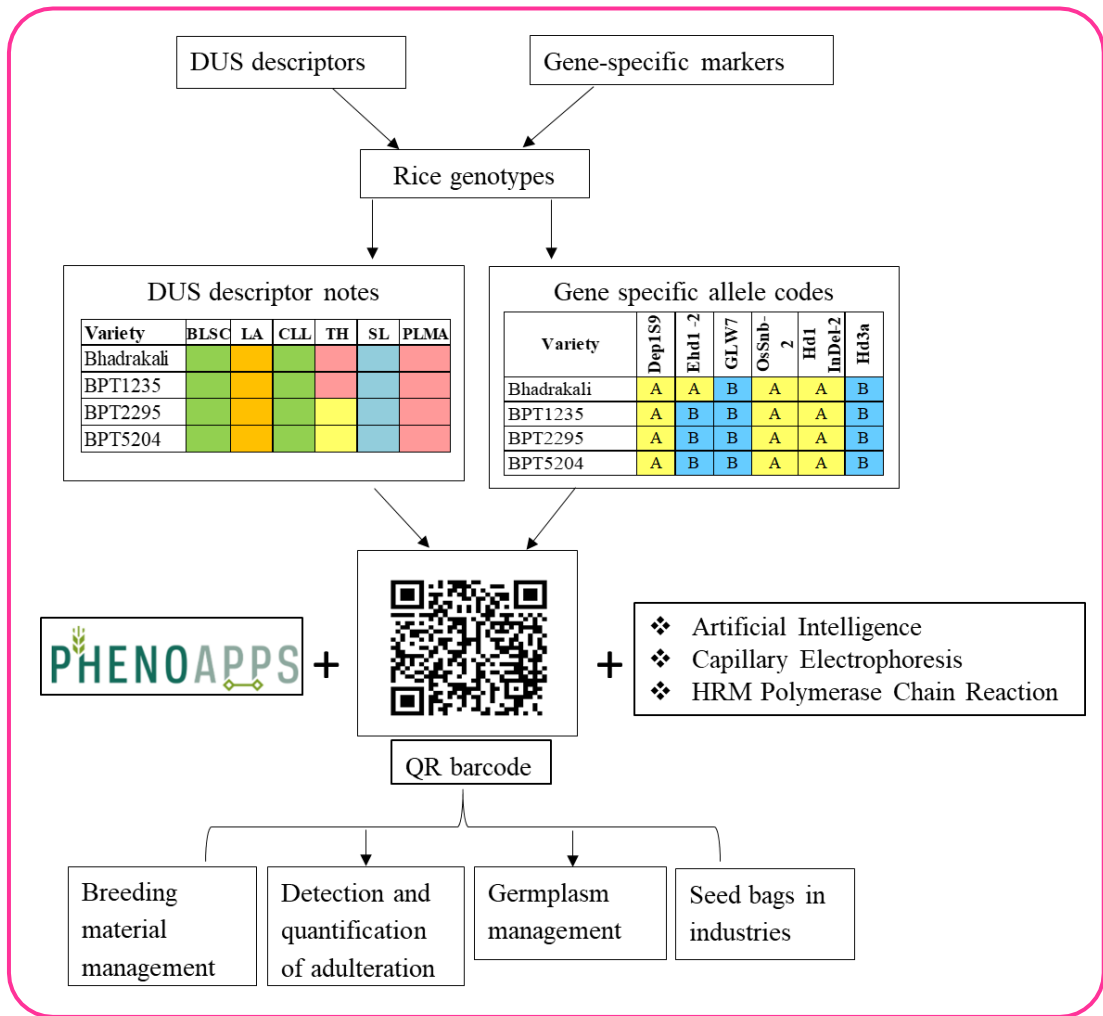 DUS descriptors
Gene-specific markers
Rice genotypes
DUS descriptor notes
Variety BLSC LA CLL TH SL PLMA
Bhadrakali
BPT1235
BPT2295
BPT5204
Gene specific allele codes
Variety Dep1S9 Ehd1 -2 GLW7 OsSnb-2 Hd1 InDel-2 Hd3a
Bhadrakali A A B A A B
BPT1235 A B B A A B
BPT2295 A B B A A B
BPT5204 A B B A A B
PHENOAPPS
+
+
❖ Artificial Intelligence
❖ Capillary Electrophoresis
❖ HRM Polymerase Chain Reaction
QR barcode
Breeding
material
management
Detection and
quantification
of adulteration
Germplasm
management
Seed bags in
industries